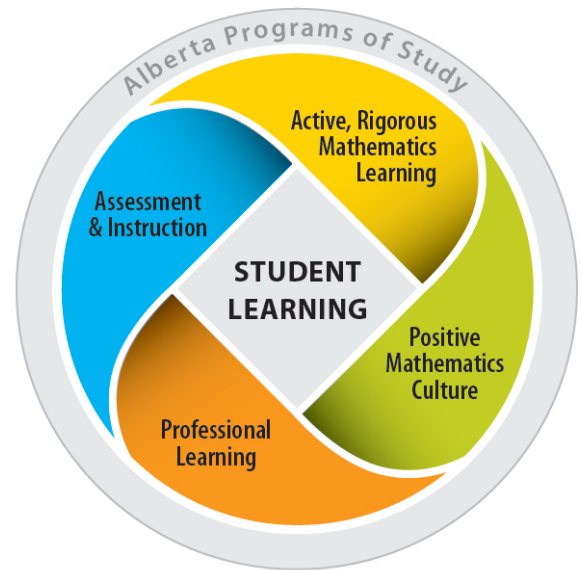 Alberta Programs of Study
Active, Rigorous
Mathematics
Learning
Assessment
& Instruction
STUDENT
LEARNING
Positive
Mathematics
Culture
Professional
Learning